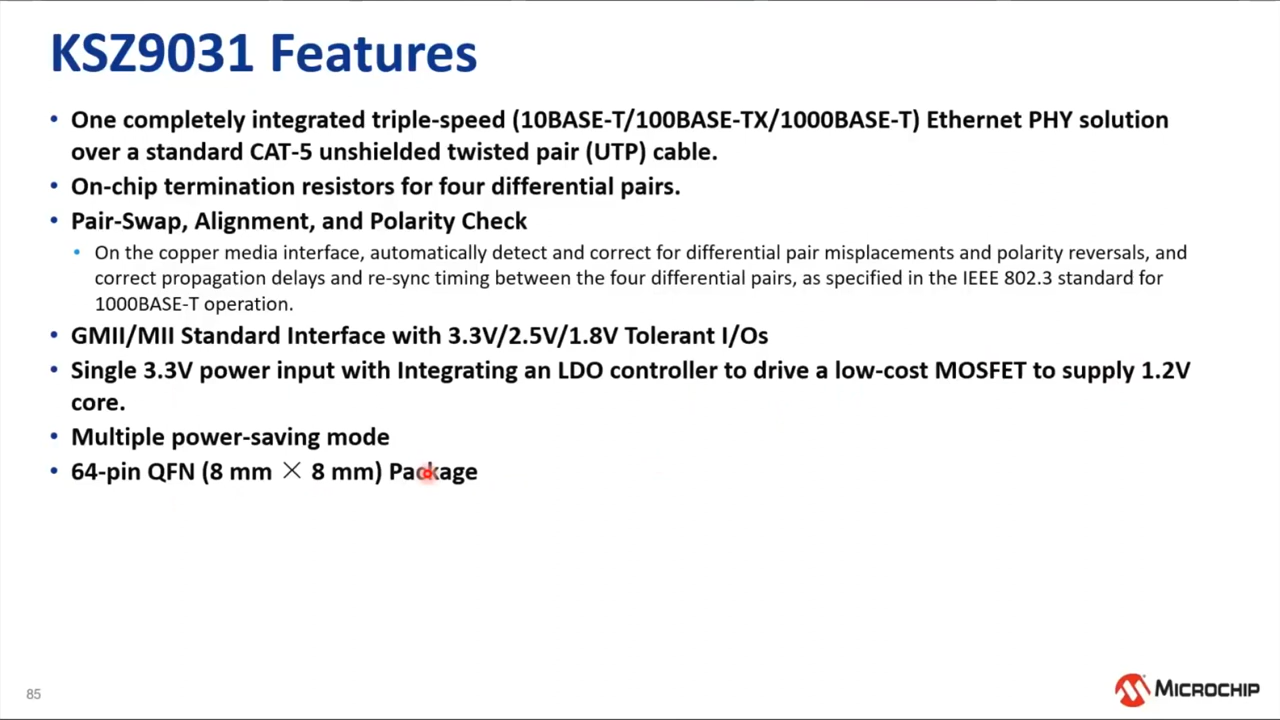 KSZ9031 Features
• One completely integrated triple-speed (10BASE-T/100BASE-TX/1000BASE-T) Ethernet PHY solution
over a standard CAT-5 unshielded twisted pair (UTP) cable.
• On-chip termination resistors for four differential pairs.
• Pair-Swap, Alignment, and Polarity Check
• On the copper media interface, automatically detect and correct for differential pair misplacements and polarity reversals, and
correct propagation delays and re-sync timing between the four differential pairs, as specified in the IEEE 802.3 standard for
1000BASE-T operation.
• GMII/MII Standard Interface with 3.3V/2.5V/1.8V Tolerant I/Os
• Single 3.3V power input with Integrating an LDO controller to drive a low-cost MOSFET to supply 1.2V
core.
• Multiple power-saving mode
• 64-pin QFN (8 mm × 8 mm) Package
85
MICROCHIP